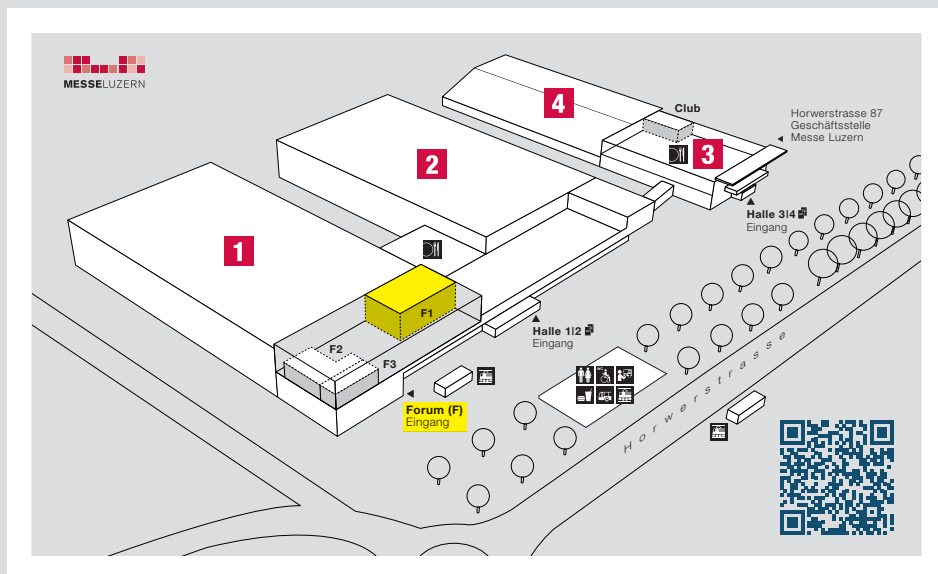 MESSELUZERN
4
Club
Horwerstrasse 87
Geschäftsstelle
Messe Luzern
3
2
Halle 3|4
Eingang
1
F1
Halle 1|2
Eingang
F2
F3
Forum (F)
Eingang
Horwerstrasse